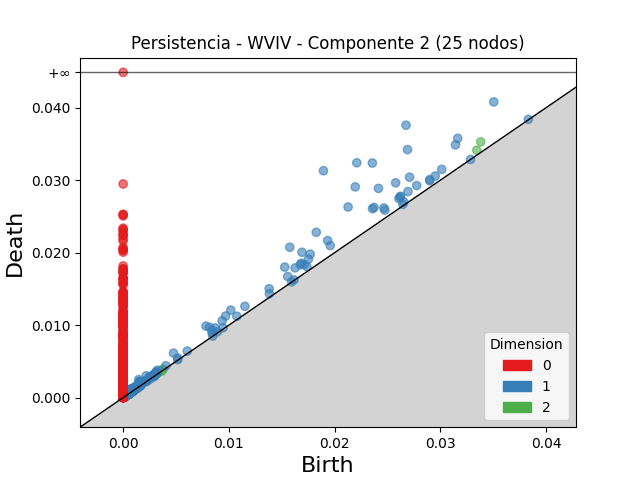 Persistencia - WVIV - Componente 2 (25 nodos)
+∞
0.040
0.030
0.020
0.010
0.000
Death
Dimension
0
1
2
0.00 0.01 0.02 0.03 0.04
Birth